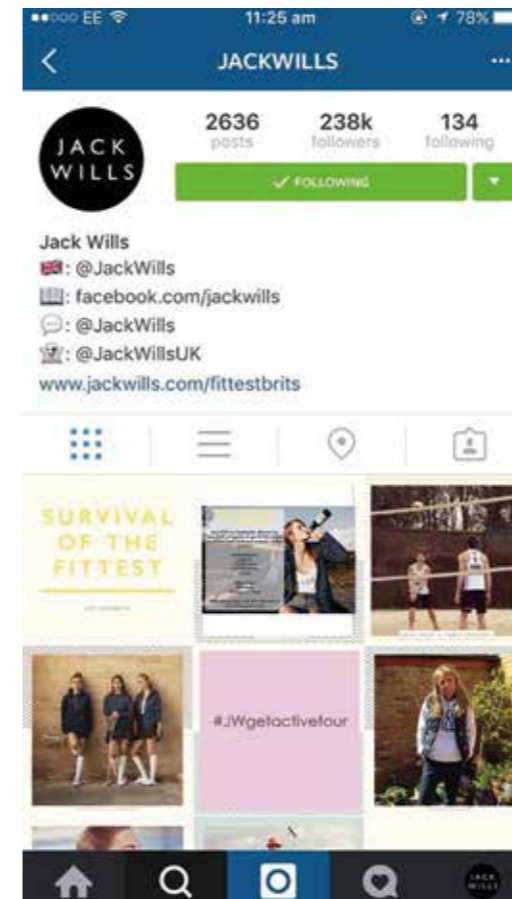 EE 11:25 am 78%
JACKWILLS
JACK
WILLS
2636 238k 134
posts followers following
✓ FOLLOWING
Jack Wills
🇬🇧: @JackWills
📖: facebook.com/jackwills
💬: @JackWills
: @JackWillsUK
www.jackwills.com/fittestbrits
SURVIVAL
OF THE
FITTEST
#JWgetactivetour
JACK
WILLS